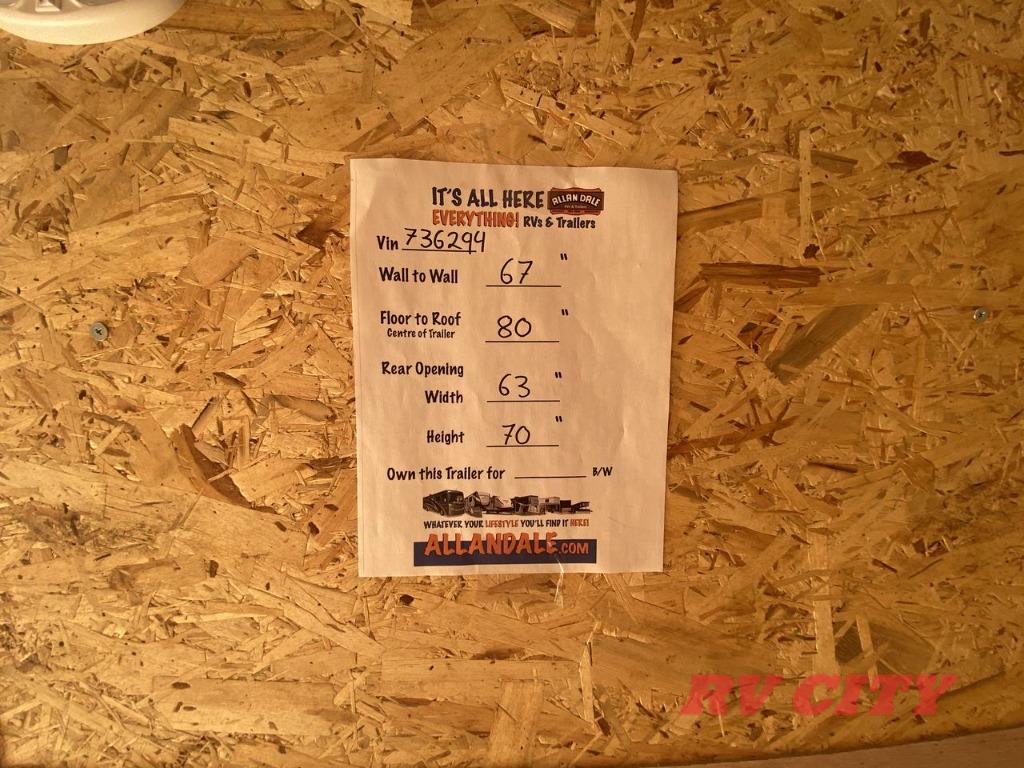 IT'S ALL HERE ALLAN DALE
EVERYTHING! RVs & Trailers
Vin 736294
Wall to Wall 67 "
Floor to Roof 80 "
Centre of Trailer
Rear Opening
Width 63 "
Height 70 "
Own this Trailer for ________ B/W
WHATEVER YOUR LIFESTYLE YOU'LL FIND IT HERE!
ALLANDALE.COM
RV CITY